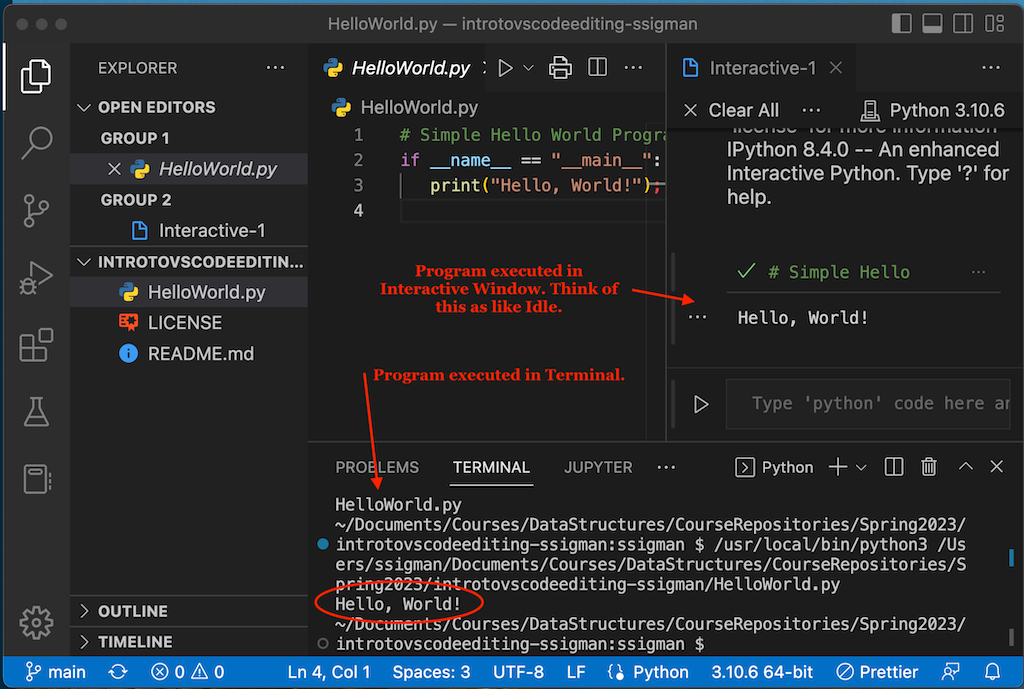 HelloWorld.py — introtovscodeediting-ssigman
EXPLORER
OPEN EDITORS
GROUP 1
HelloWorld.py
GROUP 2
Interactive-1
INTROTOVSCODEEDITIN...
HelloWorld.py
LICENSE
README.md
OUTLINE
TIMELINE
HelloWorld.py
HelloWorld.py
1 # Simple Hello World Progra
2 if __name__ == "__main__":
3 print("Hello, World!");
4
Program executed in
Interactive Window. Think of
this as like Idle.
Program executed in Terminal.
Interactive-1
Clear All
Python 3.10.6
'license' for more information
IPython 8.4.0 -- An enhanced
Interactive Python. Type '?' for
help.
# Simple Hello
Hello, World!
Type 'python' code here an
PROBLEMS TERMINAL JUPYTER
Python
HelloWorld.py
~/Documents/Courses/DataStructures/CourseRepositories/Spring2023/
introtovscodeediting-ssigman:ssigman $ /usr/local/bin/python3 /Us
ers/ssigman/Documents/Courses/DataStructures/CourseRepositories/S
pring2023/introtovscodeediting-ssigman/HelloWorld.py
Hello, World!
~/Documents/Courses/DataStructures/CourseRepositories/Spring2023/
introtovscodeediting-ssigman:ssigman $
main 0 0 Ln 4, Col 1 Spaces: 3 UTF-8 LF Python 3.10.6 64-bit Prettier